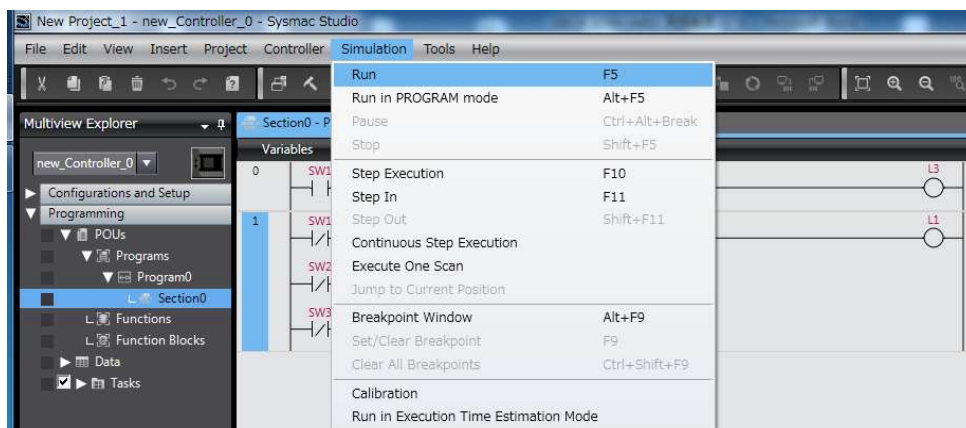 New Project_1 - new_Controller_0 - Sysmac Studio
File Edit View Insert Project Controller Simulation Tools Help
Multiview Explorer
new_Controller_0
Configurations and Setup
Programming
POUs
Programs
Program0
Section0
Functions
Function Blocks
Data
Tasks
Section0 - P
Variables
0 SW1 L3
1 SW1 L1
SW2
SW3
Run F5
Run in PROGRAM mode Alt+F5
Pause Ctrl+Alt+Break
Stop Shift+F5
Step Execution F10
Step In F11
Step Out Shift+F11
Continuous Step Execution
Execute One Scan
Jump to Current Position
Breakpoint Window Alt+F9
Set/Clear Breakpoint F9
Clear All Breakpoints Ctrl+Shift+F9
Calibration
Run in Execution Time Estimation Mode